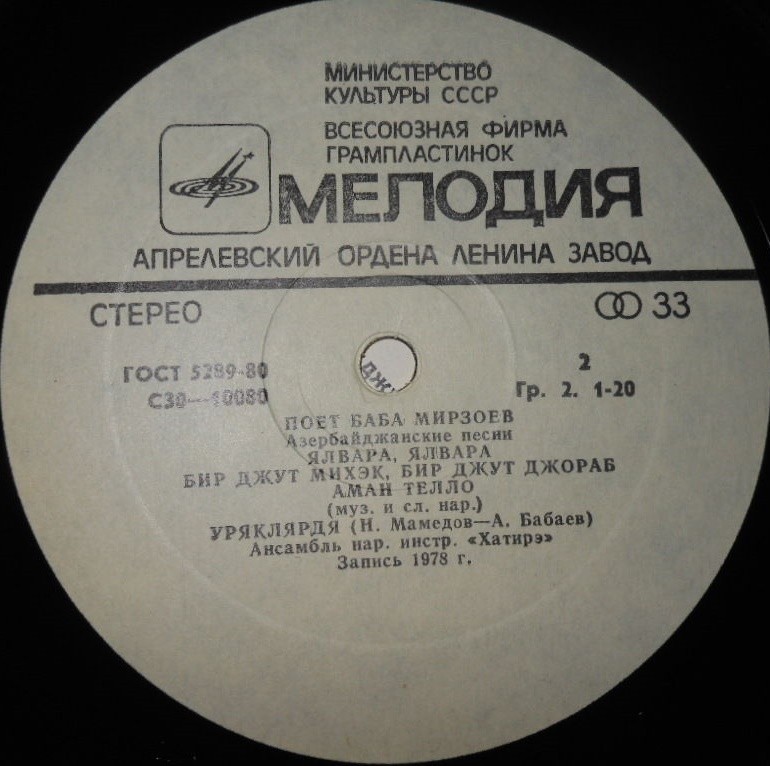 МИНИСТЕРСТВО
КУЛЬТУРЫ СССР
ВСЕСОЮЗНАЯ ФИРМА
ГРАМПЛАСТИНОК
МЕЛОДИЯ
АПРЕЛЕВСКИЙ ОРДЕНА ЛЕНИНА ЗАВОД
СТЕРЕО 33
ГОСТ 5289-80 2
С30—10080 Гр. 2. 1-20
ПОЕТ БАБА МИРЗОЕВ
Азербайджанские песни
ЯЛВАРА, ЯЛВАРА
БИР ДЖУТ МИХЭК, БИР ДЖУТ ДЖОРАБ
АМАН ТЕЛЛО
(муз. и сл. нар.)
УРЯКЛЯРДЯ (Н. Мамедов—А. Бабаев)
Ансамбль нар. инстр. «Хатирэ»
Запись 1978 г.